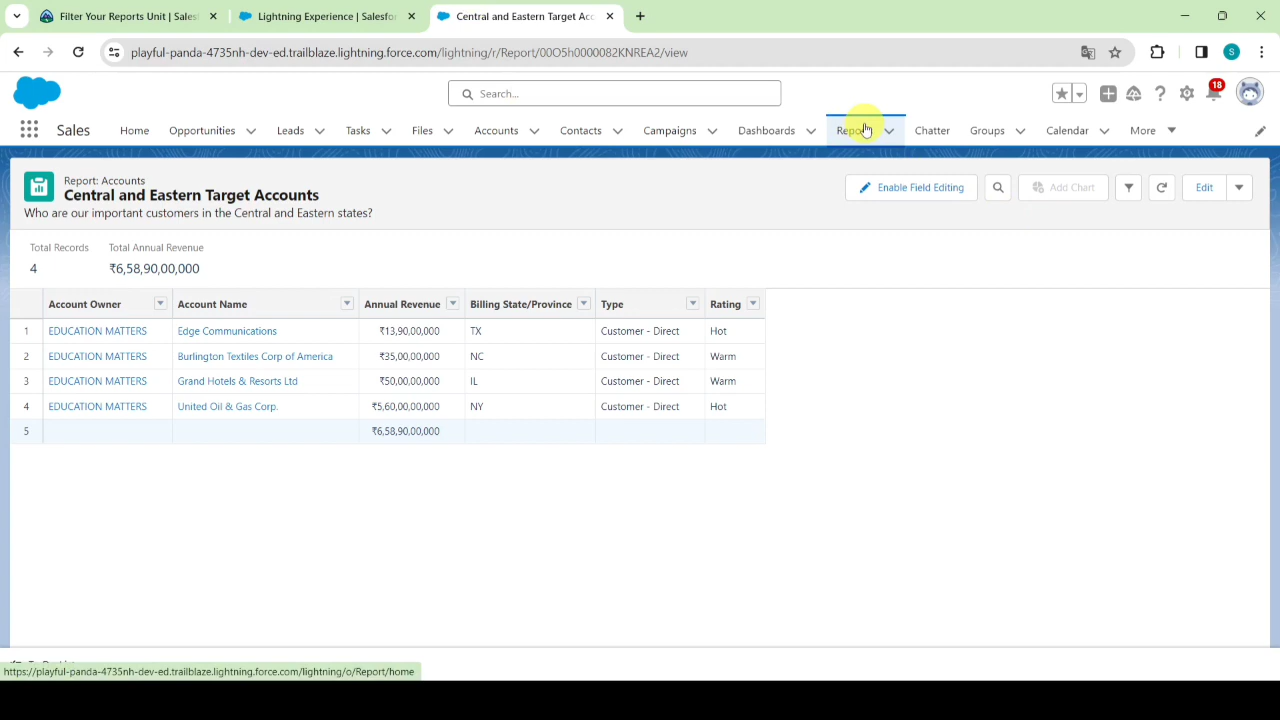 Filter Your Reports Unit | Sales
Lightning Experience | Salesfo
Central and Eastern Target Acc
playful-panda-4735nh-dev-ed.trailblaze.lightning.force.com/lightning/r/Report/00O5h0000082KNREA2/view
S
Search...
18
Sales
Home
Opportunities
Leads
Tasks
Files
Accounts
Contacts
Campaigns
Dashboards
Reports
Chatter
Groups
Calendar
More
Report: Accounts
Central and Eastern Target Accounts
Who are our important customers in the Central and Eastern states?
Enable Field Editing
Add Chart
Edit
Total Records Total Annual Revenue
4 ₹6,58,90,00,000
Account Owner Account Name Annual Revenue Billing State/Province Type Rating
1 EDUCATION MATTERS Edge Communications ₹13,90,00,000 TX Customer - Direct Hot
2 EDUCATION MATTERS Burlington Textiles Corp of America ₹35,00,00,000 NC Customer - Direct Warm
3 EDUCATION MATTERS Grand Hotels & Resorts Ltd ₹50,00,00,000 IL Customer - Direct Warm
4 EDUCATION MATTERS United Oil & Gas Corp. ₹5,60,00,00,000 NY Customer - Direct Hot
5 ₹6,58,90,00,000
https://playful-panda-4735nh-dev-ed.trailblaze.lightning.force.com/lightning/o/Report/home